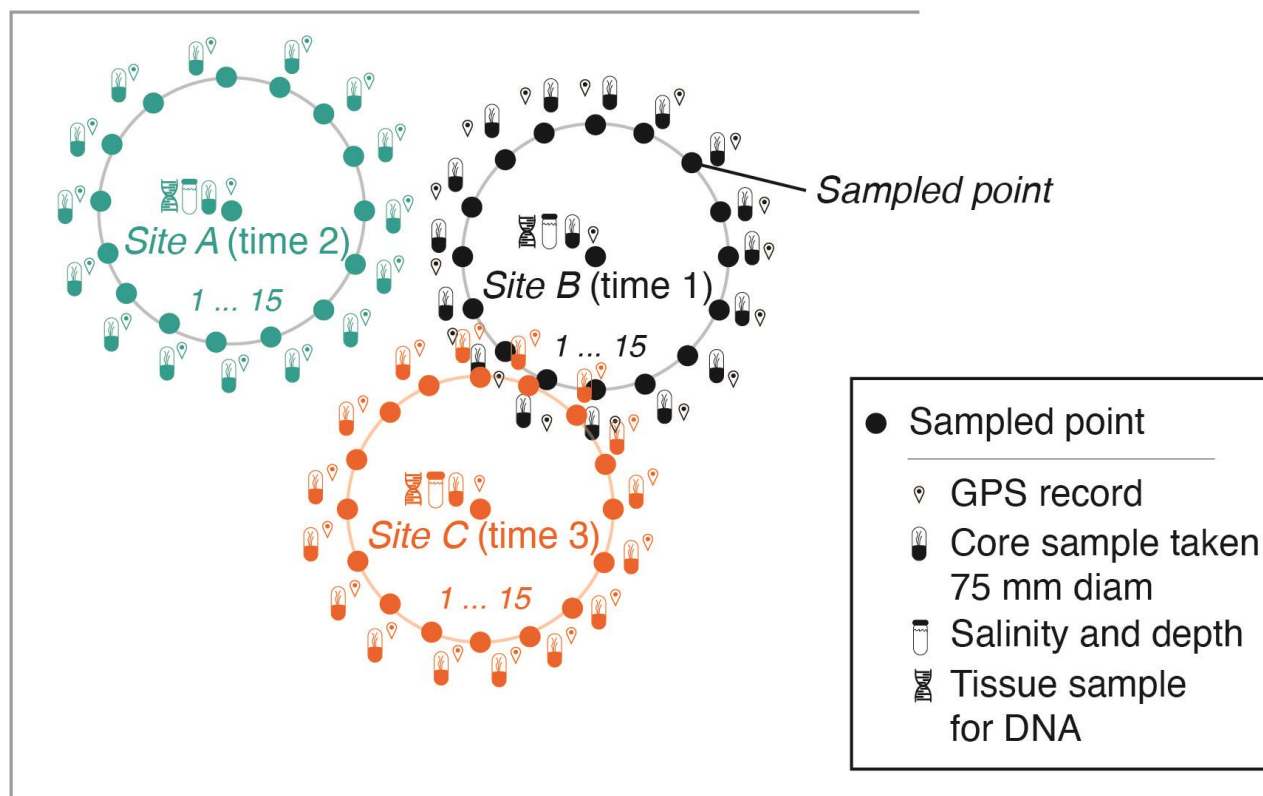 Site A (time 2)
1 ... 15
Sampled point
Site B (time 1)
1 ... 15
Site C (time 3)
1 ... 15
Sampled point
GPS record
Core sample taken
75 mm diam
Salinity and depth
Tissue sample
for DNA